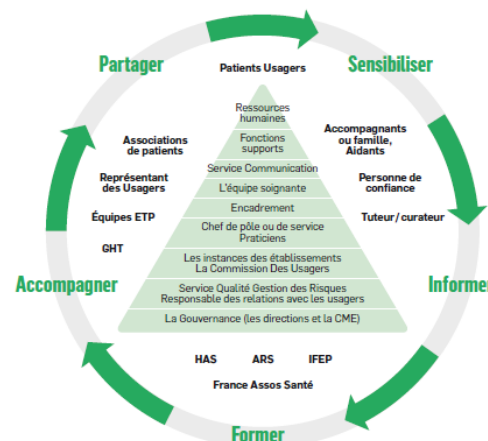 Partager
Sensibiliser
Patients Usagers
Ressources
humaines
Fonctions
supports
Service Communication
L'équipe soignante
Encadrement
Chef de pôle ou de service
Praticiens
Les instances des établissements
La Commission Des Usagers
Service Qualité Gestion des Risques
Responsable des relations avec les usagers
La Gouvernance (les directions et la CME)
Associations
de patients
Représentant
des Usagers
Équipes ETP
GHT
Accompagnants
ou famille,
Aidants
Personne de
confiance
Tuteur / curateur
Accompagner
Informer
HAS ARS IFEP
France Assos Santé
Former